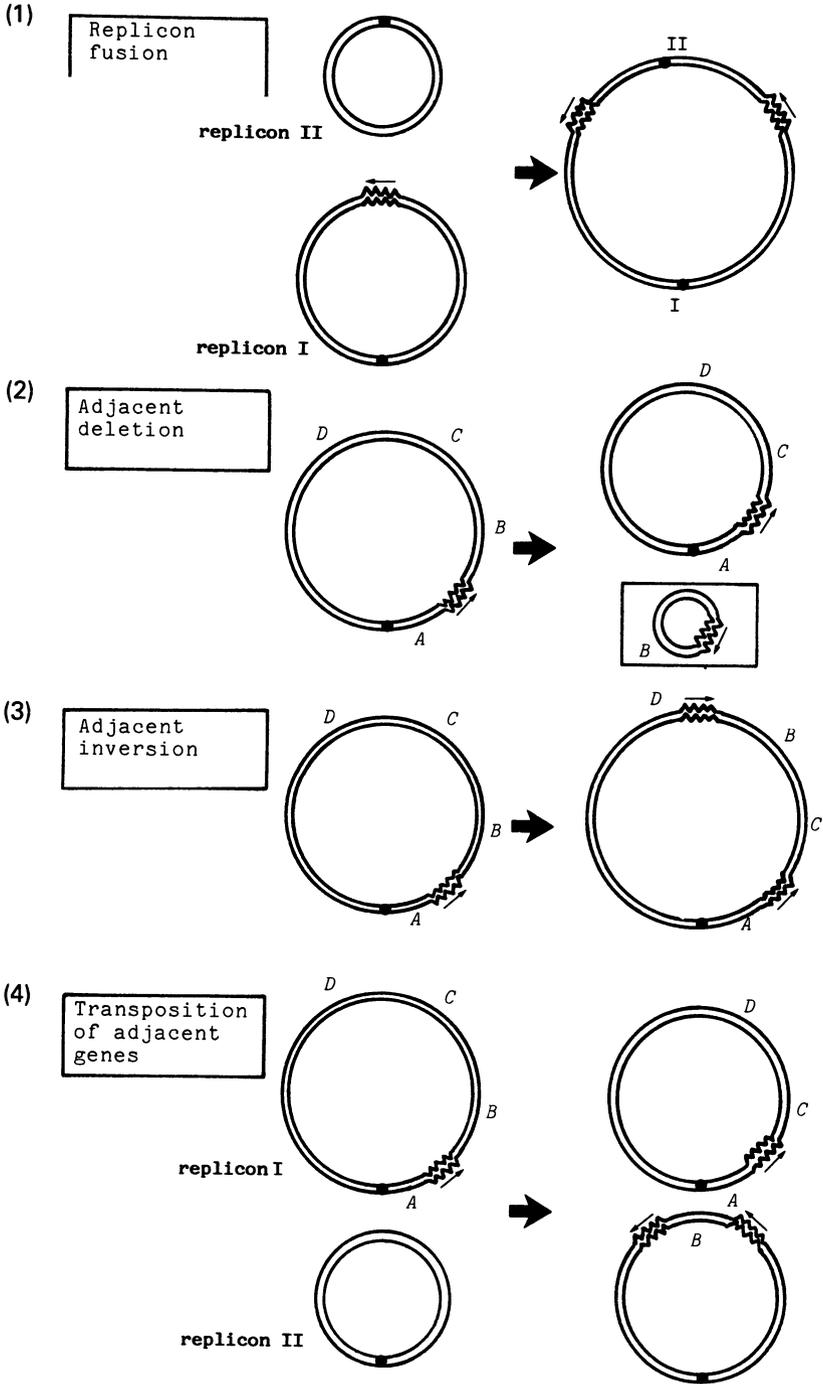 (1)
Replicon
fusion
replicon II
II
replicon I
I
(2)
Adjacent
deletion
D
C
B
A
D
C
A
B
(3)
Adjacent
inversion
D
C
B
A
D
B
C
A
(4)
Transposition
of adjacent
genes
D
C
B
A
replicon I
D
C
A
B
replicon II